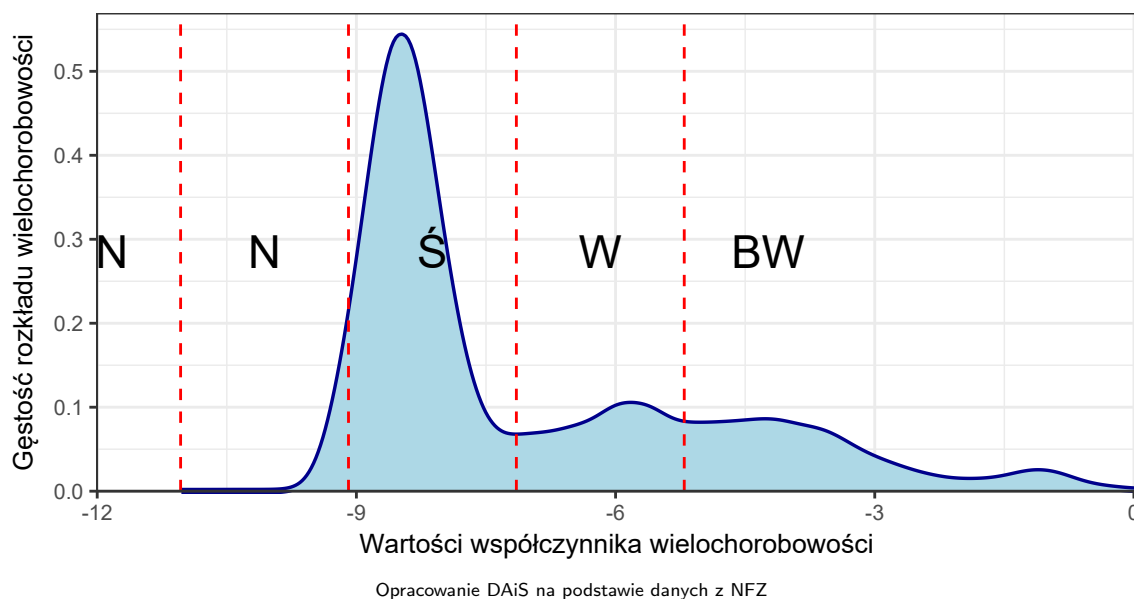 Gęstość rozkładu wielochorobowości
0.5
0.4
0.3
0.2
0.1
0.0
N
N
Ś
W
BW
-12
-9
-6
-3
0
Wartości współczynnika wielochorobowości
Opracowanie DAiS na podstawie danych z NFZ